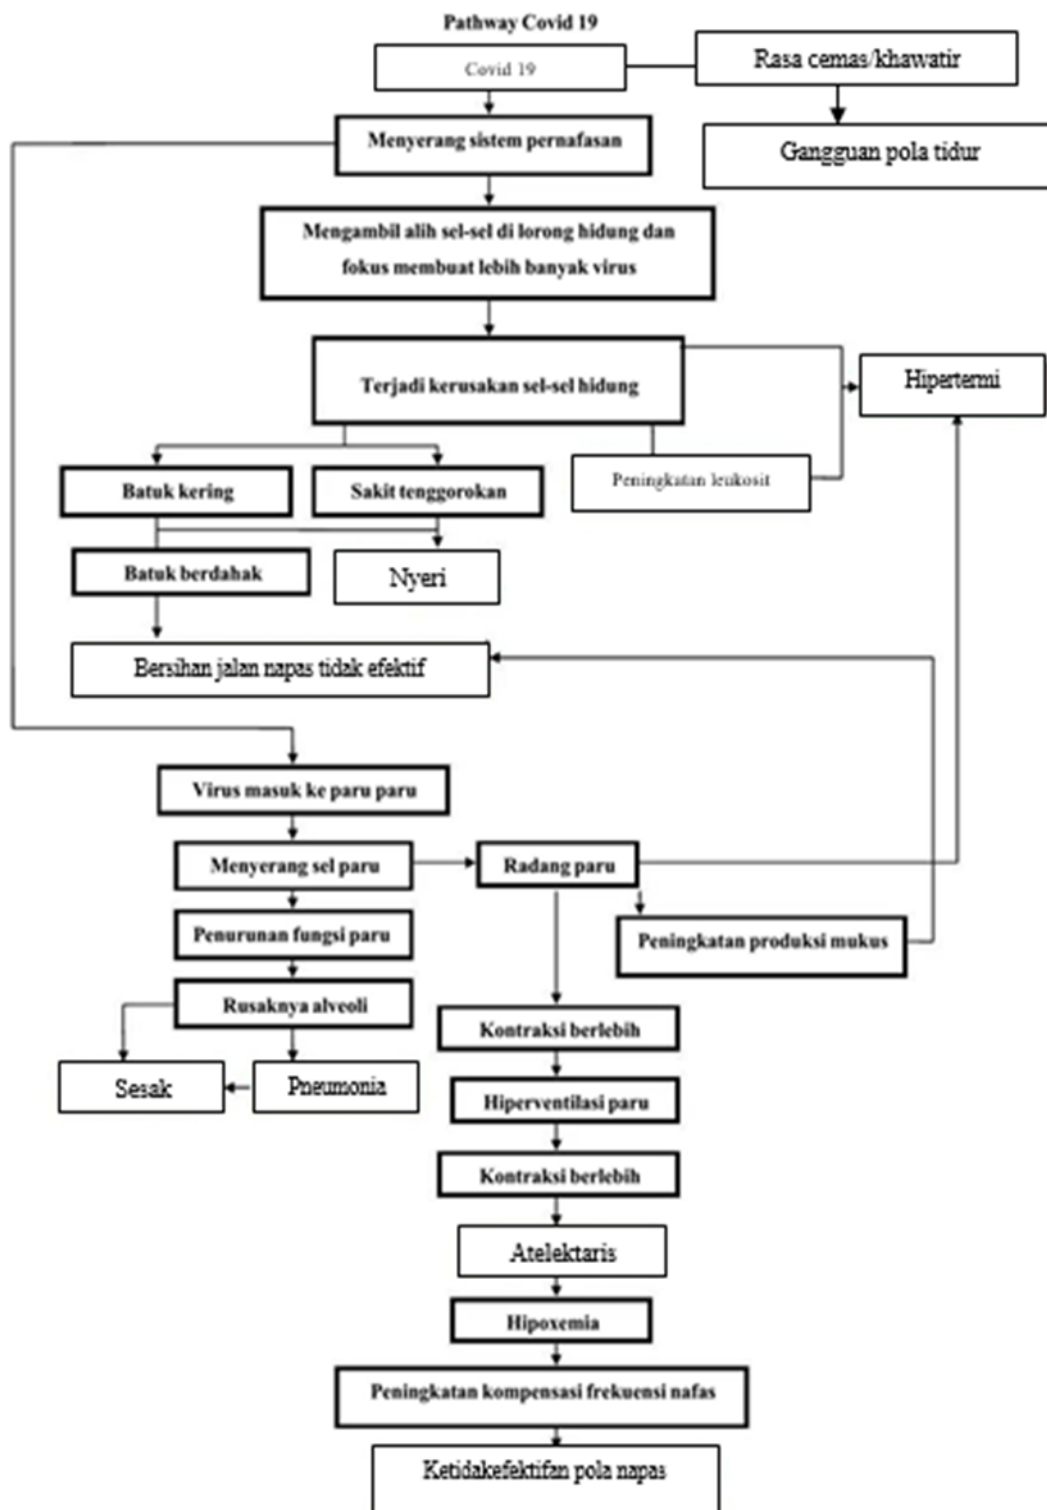 Pathway Covid 19
Covid 19
Rasa cemas/khawatir
Menyerang sistem pernafasan
Gangguan pola tidur
Mengambil alih sel-sel di lorong hidung dan
fokus membuat lebih banyak virus
Terjadi kerusakan sel-sel hidung
Hipertermi
Batuk kering
Sakit tenggorokan
Peningkatan leukosit
Batuk berdahak
Nyeri
Bersihan jalan napas tidak efektif
Virus masuk ke paru paru
Menyerang sel paru
Radang paru
Penurunan fungsi paru
Peningkatan produksi mukus
Rusaknya alveoli
Kontraksi berlebih
Sesak
Pneumonia
Hiperventilasi paru
Kontraksi berlebih
Atelektaris
Hipoxemia
Peningkatan kompensasi frekuensi nafas
Ketidakefektifan pola napas